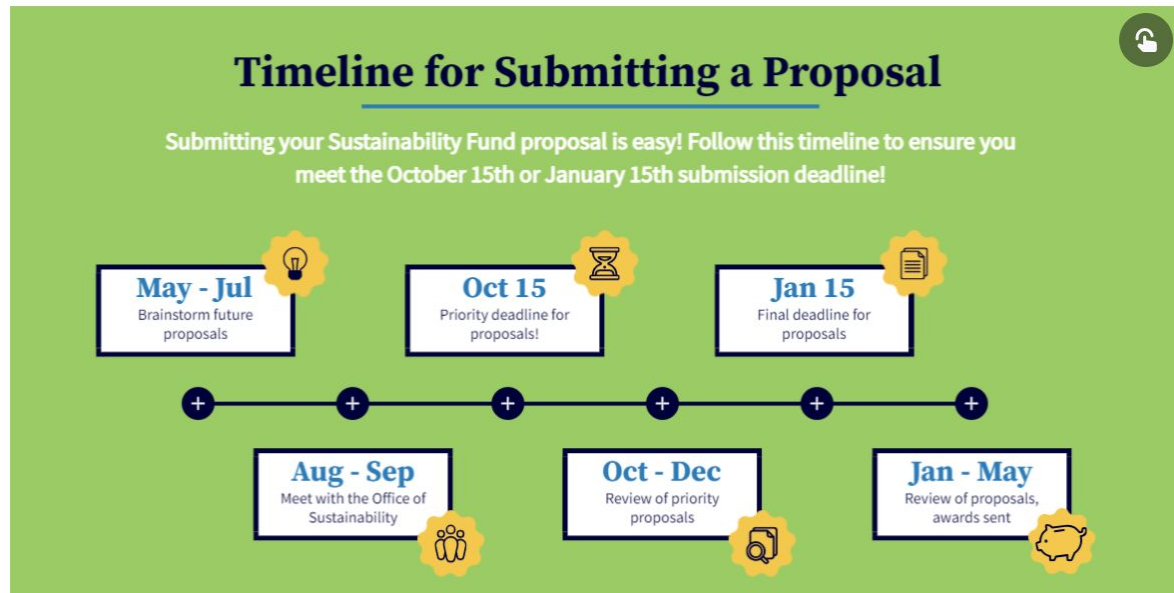 Timeline for Submitting a Proposal
Submitting your Sustainability Fund proposal is easy! Follow this timeline to ensure you
meet the October 15th or January 15th submission deadline!
May - Jul
Brainstorm future
proposals
Aug - Sep
Meet with the Office of
Sustainability
Oct 15
Priority deadline for
proposals!
Oct - Dec
Review of priority
proposals
Jan 15
Final deadline for
proposals
Jan - May
Review of proposals,
awards sent